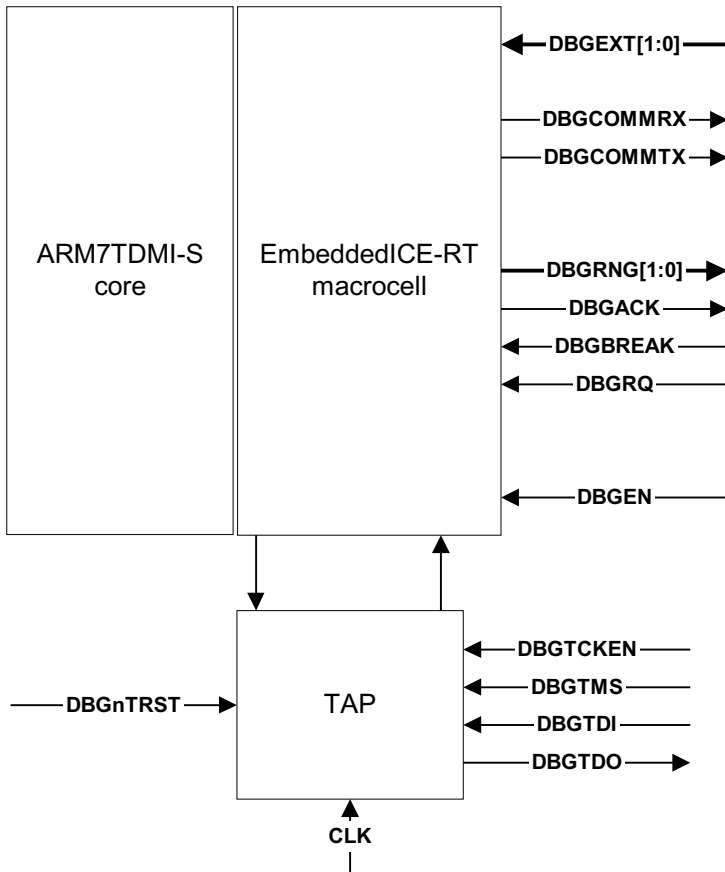 DBGEXT[1:0]
DBGCOMMRX
DBGCOMMTX
ARM7TDMI-S
core
EmbeddedICE-RT
macrocell
DBGRNG[1:0]
DBGACK
DBGBREAK
DBGRQ
DBGEN
DBGTCKEN
DBGTMS
DBGnTRST
TAP
DBGTDI
DBGTDO
CLK